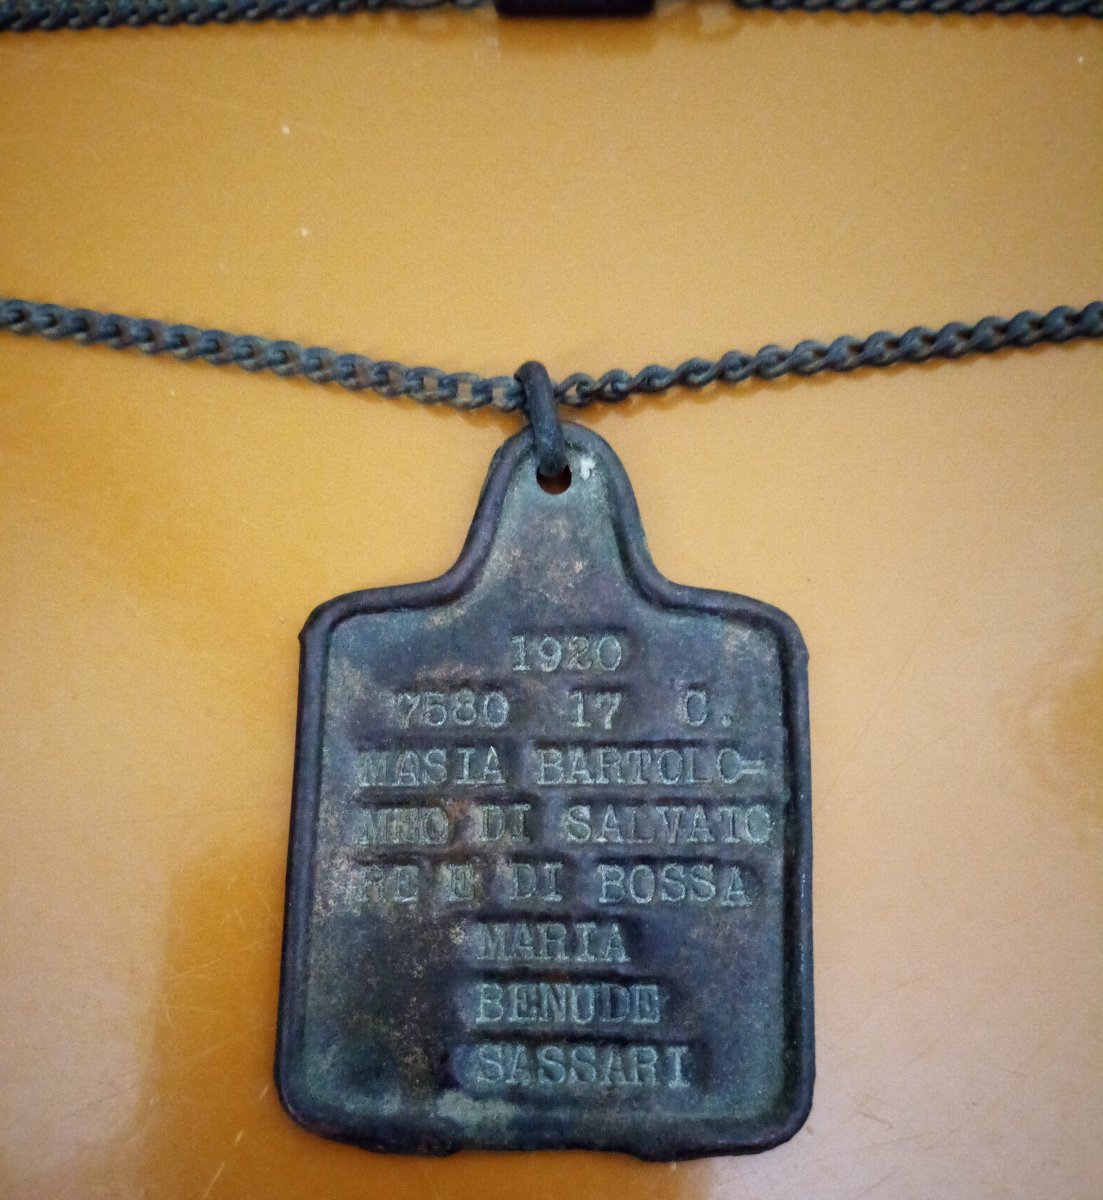 1920
7580 17 C.
MASIA BARTOLO=
MEO DI SALVATO
RE E DI BOSSA
MARIA
BENUDE
SASSARI